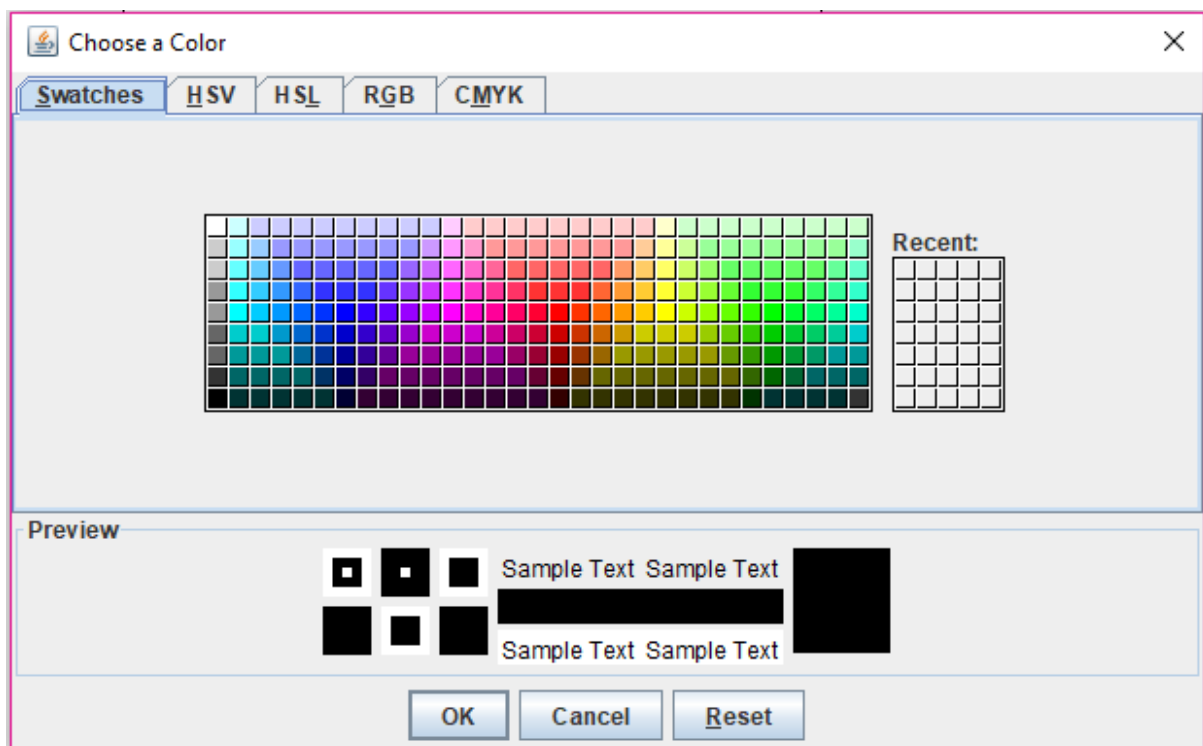 Choose a Color
Swatches HSV HSL RGB CMYK
Recent:
Preview
Sample Text Sample Text
Sample Text Sample Text
OK Cancel Reset